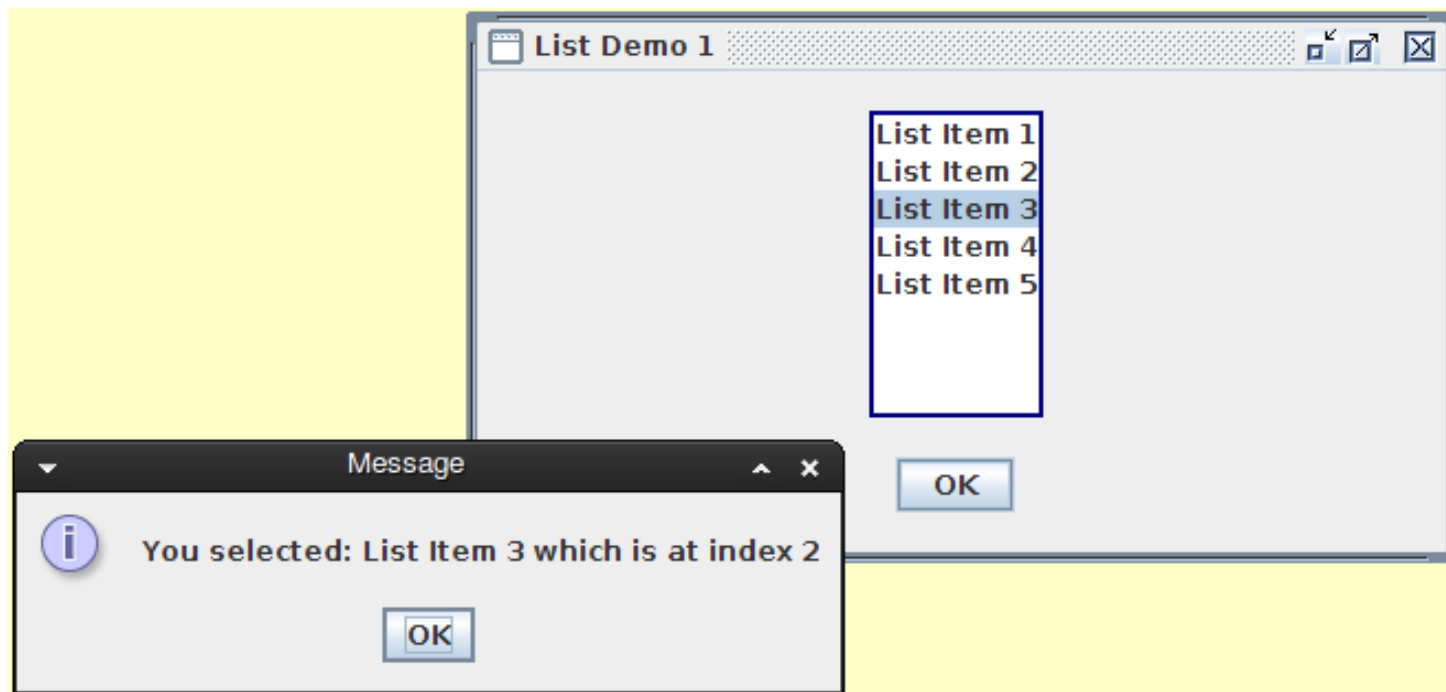 List Demo 1
List Item 1
List Item 2
List Item 3
List Item 4
List Item 5
OK
Message
You selected: List Item 3 which is at index 2
OK